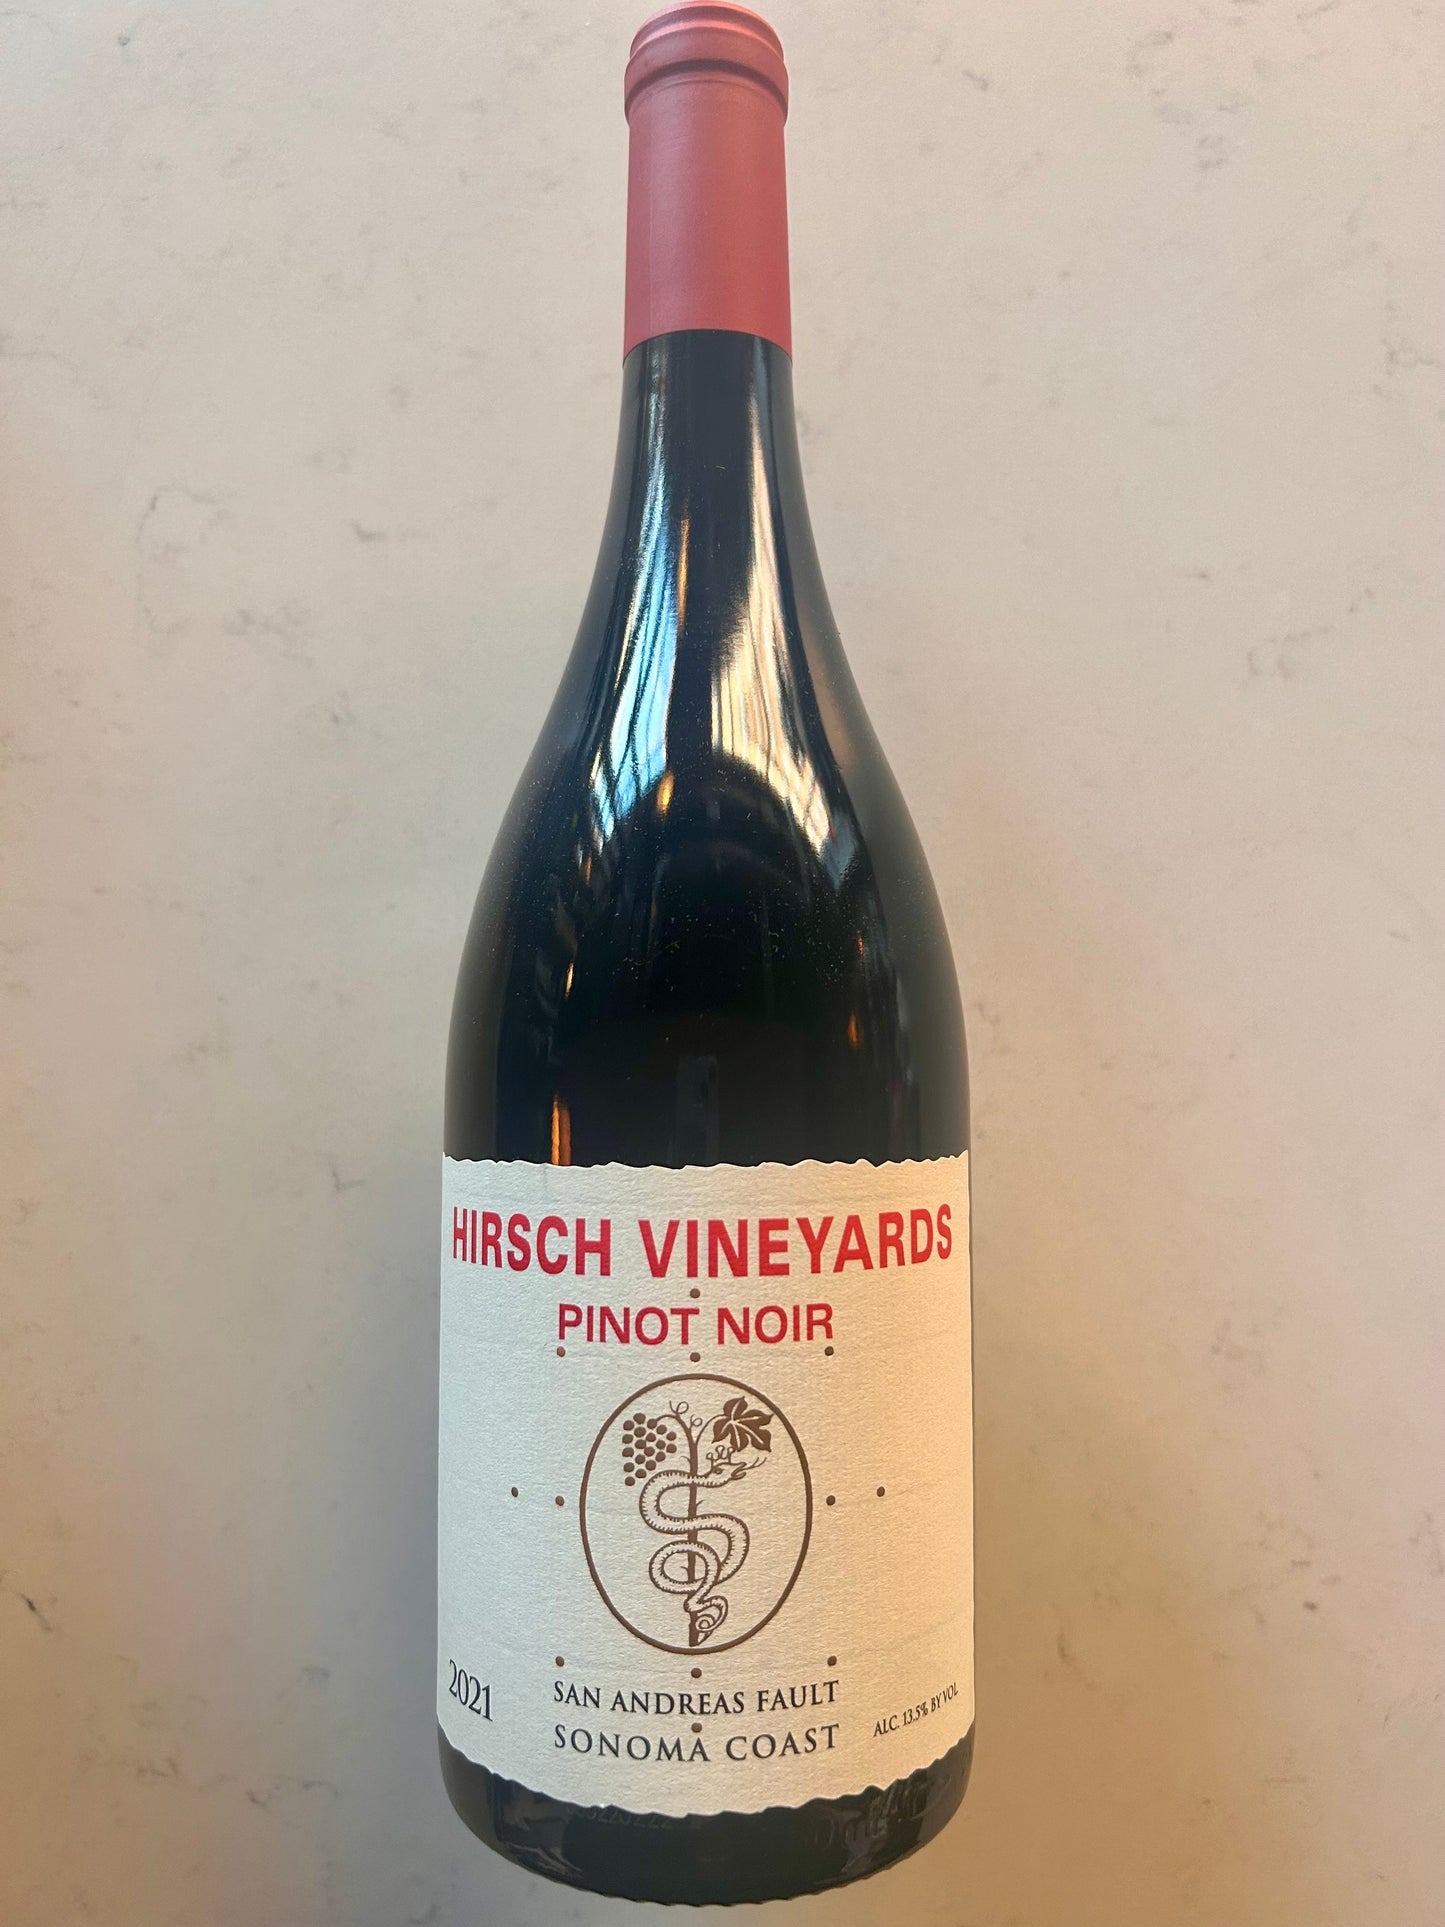 HIRSCH VINEYARDS
PINOT NOIR
2021
SAN ANDREAS FAULT
SONOMA COAST
ALC. 13.5% BY VOL